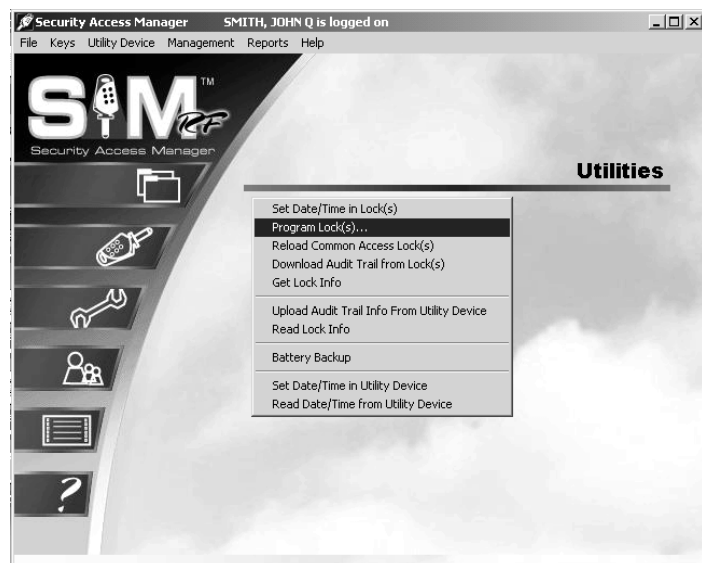 Security Access Manager SMITH, JOHN Q is logged on
File Keys Utility Device Management Reports Help
SAM TM
RF
Security Access Manager
Utilities
Set Date/Time in Lock(s)
Program Lock(s)...
Reload Common Access Lock(s)
Download Audit Trail from Lock(s)
Get Lock Info
Upload Audit Trail Info From Utility Device
Read Lock Info
Battery Backup
Set Date/Time in Utility Device
Read Date/Time from Utility Device
?